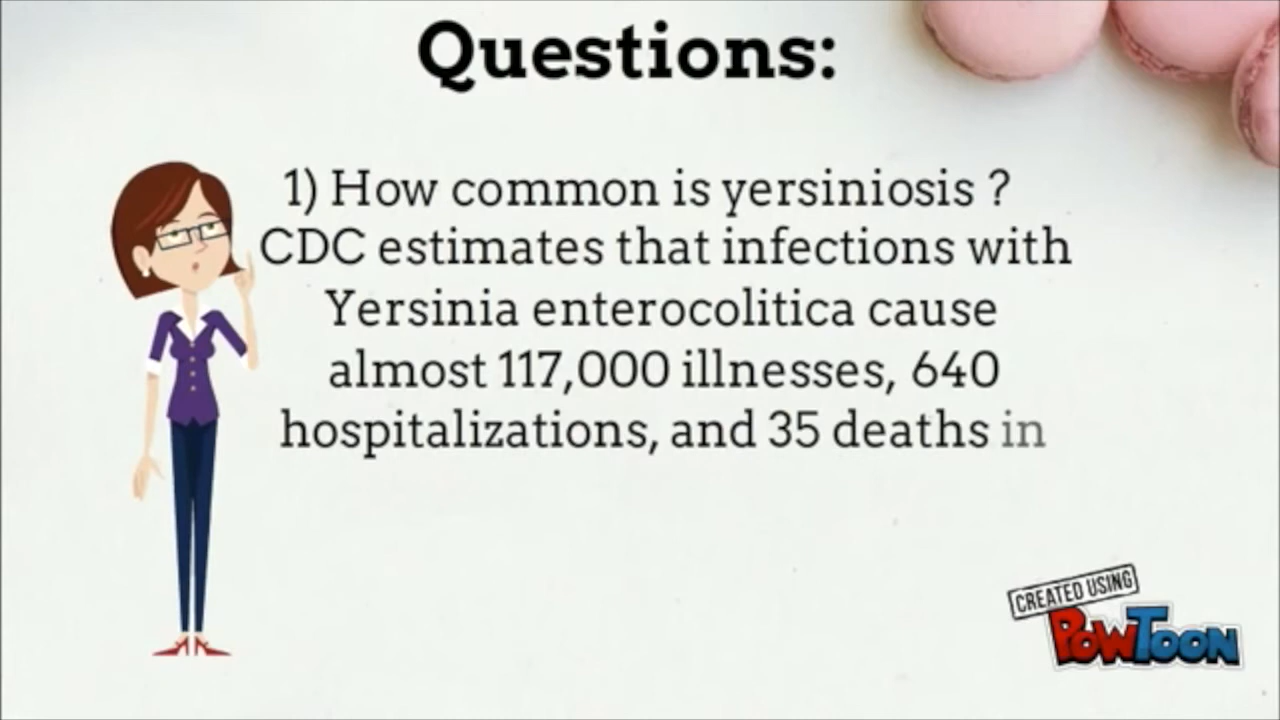 Questions:
1) How common is yersiniosis ?
CDC estimates that infections with
Yersinia enterocolitica cause
almost 117,000 illnesses, 640
hospitalizations, and 35 deaths in
CREATED USING
POWTOON